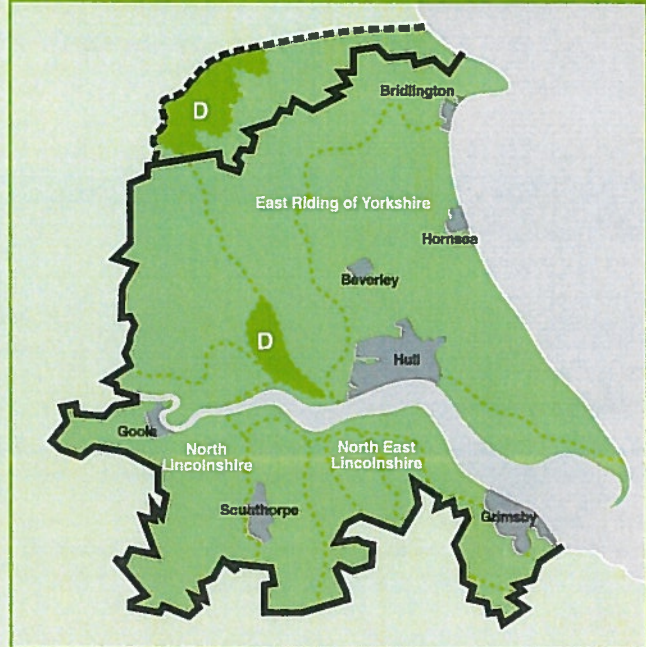 D
Bridlington
East Riding of Yorkshire
Hornsea
Beverley
D
Hull
Goole
North
Lincolnshire
North East
Lincolnshire
Scunthorpe
Grimsby